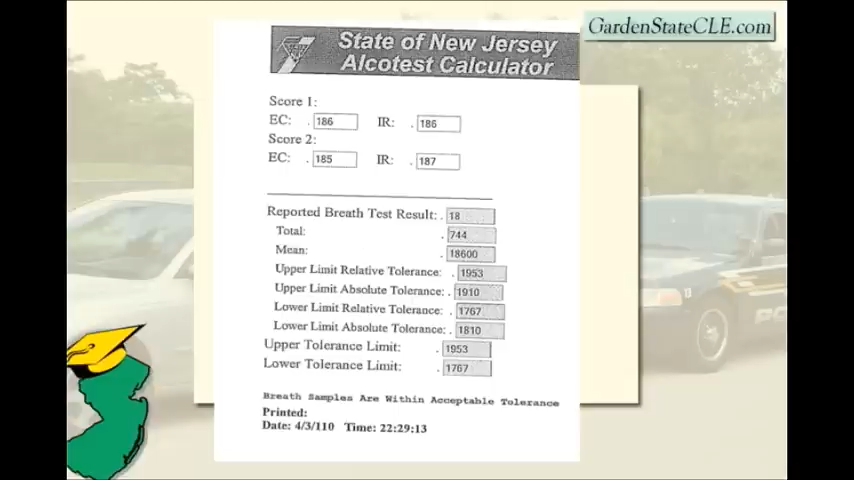 GardenStateCLE.com
State of New Jersey
Alcotest Calculator
Score 1:
EC: . 186 IR: . 186
Score 2:
EC: . 185 IR: . 187
Reported Breath Test Result: . 18
Total: . 744
Mean: . 18600
Upper Limit Relative Tolerance: . 1953
Upper Limit Absolute Tolerance: . 1910
Lower Limit Relative Tolerance: . 1767
Lower Limit Absolute Tolerance: . 1810
Upper Tolerance Limit: . 1953
Lower Tolerance Limit: . 1767
Breath Samples Are Within Acceptable Tolerance
Printed:
Date: 4/3/110 Time: 22:29:13